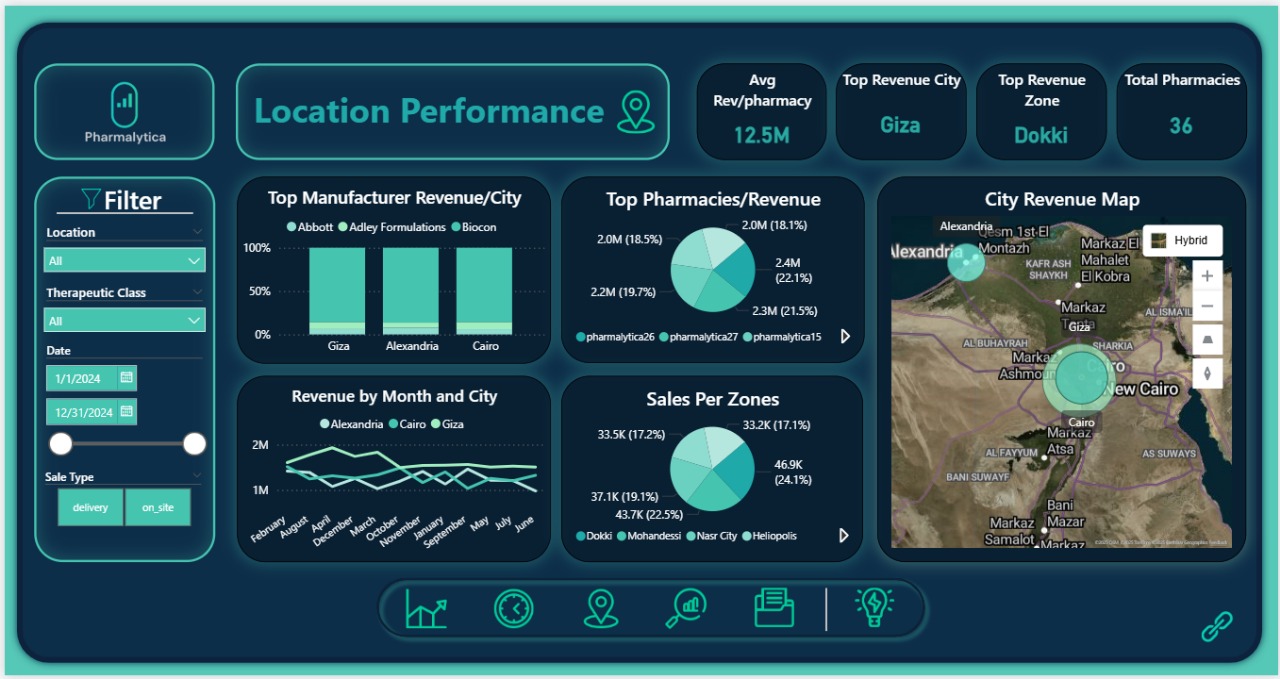 Pharmalytica
Location Performance
Avg
Rev/pharmacy
12.5M
Top Revenue City
Giza
Top Revenue
Zone
Dokki
Total Pharmacies
36
Filter
Location
All
Therapeutic Class
All
Date
1/1/2024
12/31/2024
Sale Type
delivery
on_site
Top Manufacturer Revenue/City
Abbott
Adley Formulations
Biocon
100%
50%
0%
Giza
Alexandria
Cairo
Top Pharmacies/Revenue
2.0M (18.1%)
2.4M
(22.1%)
2.3M (21.5%)
2.2M (19.7%)
2.0M (18.5%)
pharmalytica26
pharmalytica27
pharmalytica15
Revenue by Month and City
Alexandria
Cairo
Giza
2M
1M
February
August
April
December
March
October
November
January
September
May
July
June
Sales Per Zones
33.2K (17.1%)
46.9K
(24.1%)
43.7K (22.5%)
37.1K (19.1%)
33.5K (17.2%)
Dokki
Mohandessi
Nasr City
Heliopolis
City Revenue Map
Hybrid
Alexandria
Alexandria
Qesm 1st El
Montazh
KAFR ASH
SHAYKH
Markaz El
Mahalet
El Kobra
Markaz
Tanta
Giza
AL ISMA'IL
AL BUHAYRAH
SHARKIA
Markaz
Ashmoun
Cairo
New Cairo
Cairo
Markaz
Atsa
AL FAYYUM
AS SUWAYS
BANI SUWAYF
Bani
Mazar
Markaz
Samalot
Markaz